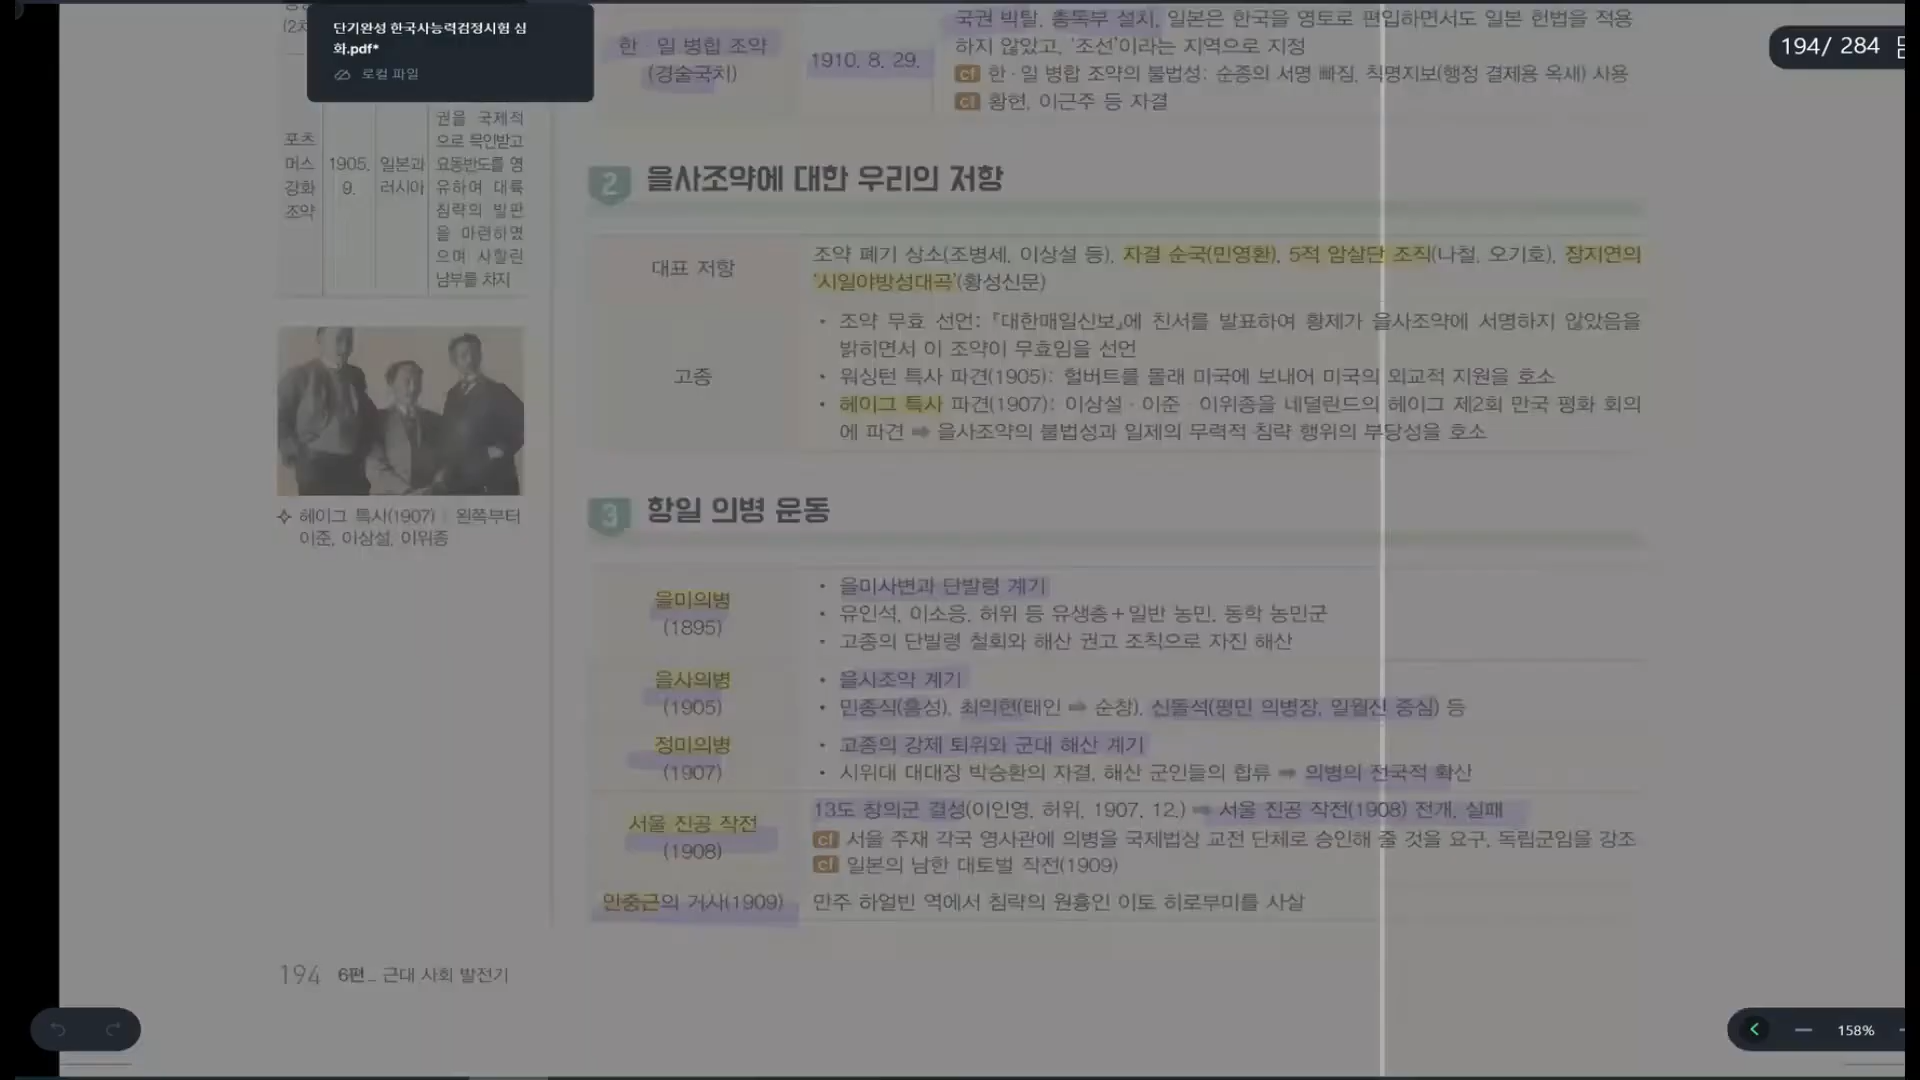 단기완성 한국사능력검정시험 심
화.pdf*
로컬 파일
194/ 284
(2차
권을 국제적
으로 묵인받고
포츠
머스
강화
조약
1905.
9.
일본과
러시아
요동반도를 영
유하여 대륙
침략의 발판
을 마련하였
으며 사할린
남부를 차지
✧ 헤이그 특사(1907) : 왼쪽부터
이준, 이상설, 이위종
한 · 일 병합 조약
(경술국치)
1910. 8. 29.
국권 박탈, 총독부 설치, 일본은 한국을 영토로 편입하면서도 일본 헌법을 적용
하지 않았고, '조선'이라는 지역으로 지정
cf 한 · 일 병합 조약의 불법성: 순종의 서명 빠짐, 칙명지보(행정 결제용 옥새) 사용
cf 황현, 이근주 등 자결
2 을사조약에 대한 우리의 저항
대표 저항
조약 폐기 상소(조병세, 이상설 등), 자결 순국(민영환), 5적 암살단 조직(나철, 오기호), 장지연의
'시일야방성대곡'(황성신문)
고종
• 조약 무효 선언: 『대한매일신보』에 친서를 발표하여 황제가 을사조약에 서명하지 않았음을
밝히면서 이 조약이 무효임을 선언
• 워싱턴 특사 파견(1905): 헐버트를 몰래 미국에 보내어 미국의 외교적 지원을 호소
• 헤이그 특사 파견(1907): 이상설 · 이준 · 이위종을 네덜란드의 헤이그 제2회 만국 평화 회의
에 파견 ➡ 을사조약의 불법성과 일제의 무력적 침략 행위의 부당성을 호소
3 항일 의병 운동
을미의병
(1895)
• 을미사변과 단발령 계기
• 유인석, 이소응, 허위 등 유생층+일반 농민, 동학 농민군
• 고종의 단발령 철회와 해산 권고 조칙으로 자진 해산
을사의병
(1905)
• 을사조약 계기
• 민종식(홍성), 최익현(태인 ➡ 순창), 신돌석(평민 의병장, 일월산 중심) 등
정미의병
(1907)
• 고종의 강제 퇴위와 군대 해산 계기
• 시위대 대대장 박승환의 자결, 해산 군인들의 합류 ➡ 의병의 전국적 확산
서울 진공 작전
(1908)
13도 창의군 결성(이인영, 허위, 1907. 12.) ➡ 서울 진공 작전(1908) 전개, 실패
cf 서울 주재 각국 영사관에 의병을 국제법상 교전 단체로 승인해 줄 것을 요구, 독립군임을 강조
cf 일본의 남한 대토벌 작전(1909)
안중근의 거사(1909)
만주 하얼빈 역에서 침략의 원흉인 이토 히로부미를 사살
194 6편_ 근대 사회 발전기
158%